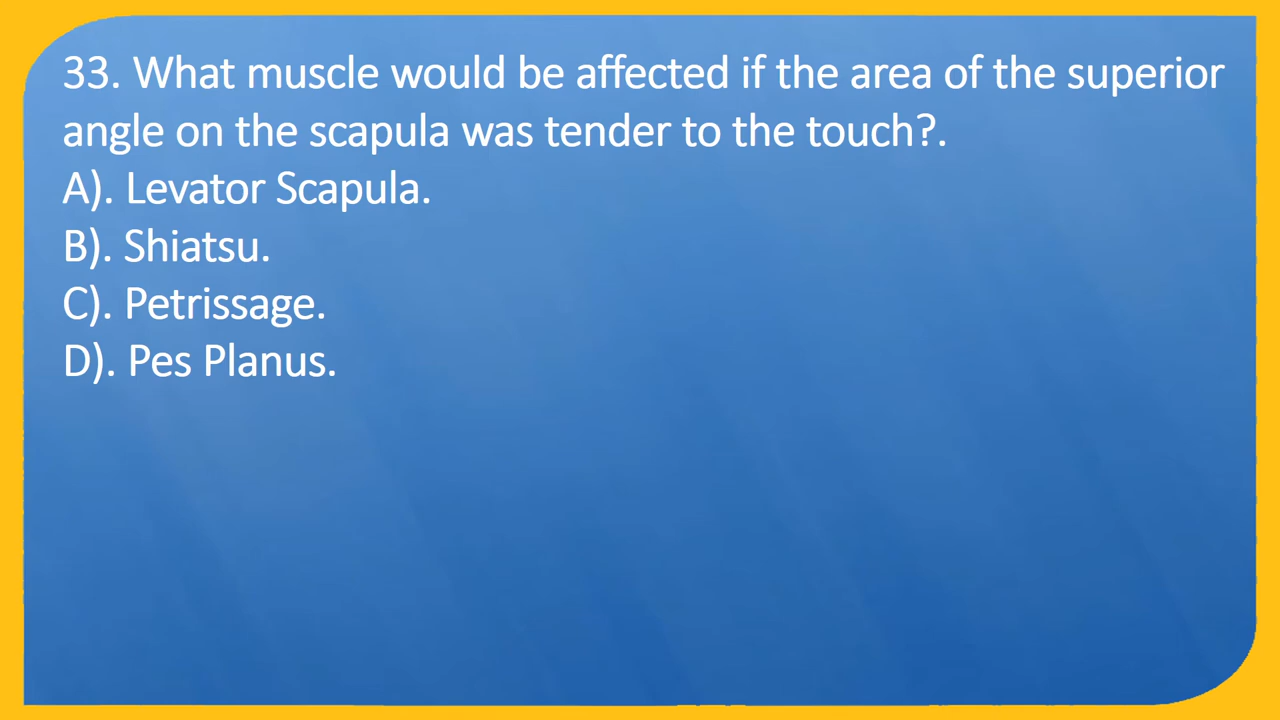 33. What muscle would be affected if the area of the superior
angle on the scapula was tender to the touch?.
A). Levator Scapula.
B). Shiatsu.
C). Petrissage.
D). Pes Planus.